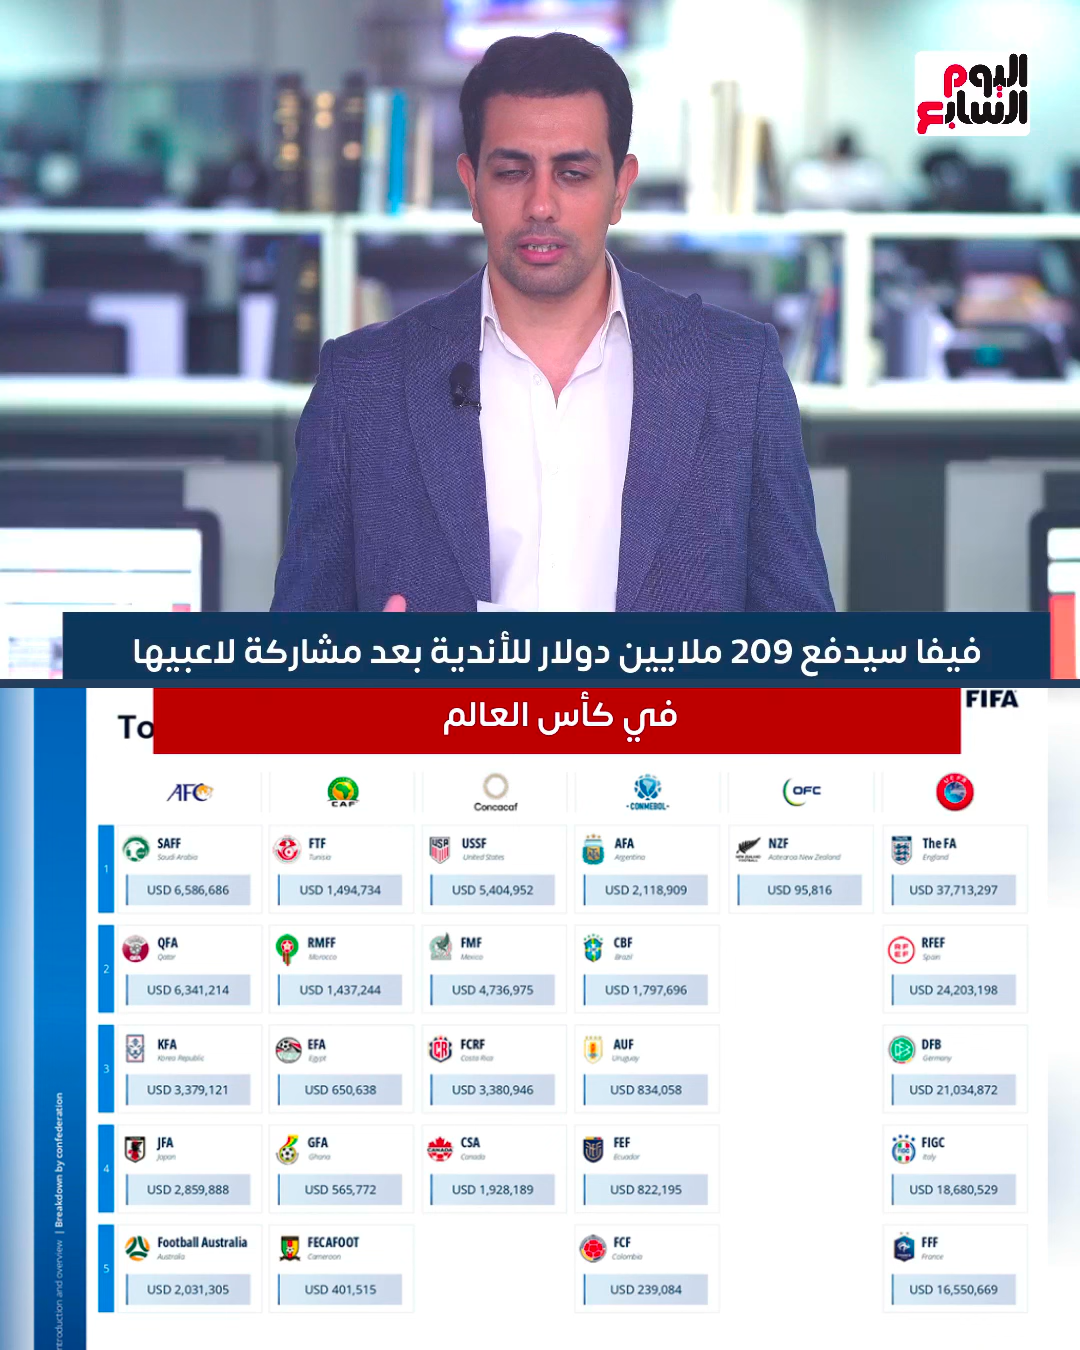 اليوم
السابع
فيفا سيدفع 209 ملايين دولار للأندية بعد مشاركة لاعبيها
في كأس العالم
To
FIFA
AFC
CAF
Concacaf
CONMEBOL
OFC
UEFA
1
SAFF
Saudi Arabia
USD 6,586,686
FTF
Tunisia
USD 1,494,734
USSF
United States
USD 5,404,952
AFA
Argentina
USD 2,118,909
NZF
Aotearoa New Zealand
USD 95,816
The FA
England
USD 37,713,297
2
QFA
Qatar
USD 6,341,214
RMFF
Morocco
USD 1,437,244
FMF
Mexico
USD 4,736,975
CBF
Brazil
USD 1,797,696
RFEF
Spain
USD 24,203,198
3
KFA
Korea Republic
USD 3,379,121
EFA
Egypt
USD 650,638
FCRF
Costa Rica
USD 3,380,946
AUF
Uruguay
USD 834,058
DFB
Germany
USD 21,034,872
4
JFA
Japan
USD 2,859,888
GFA
Ghana
USD 565,772
CSA
Canada
USD 1,928,189
FEF
Ecuador
USD 822,195
FIGC
Italy
USD 18,680,529
5
Football Australia
Australia
USD 2,031,305
FECAFOOT
Cameroon
USD 401,515
FCF
Colombia
USD 239,084
FFF
France
USD 16,550,669
ntroduction and overview | Breakdown by confederation